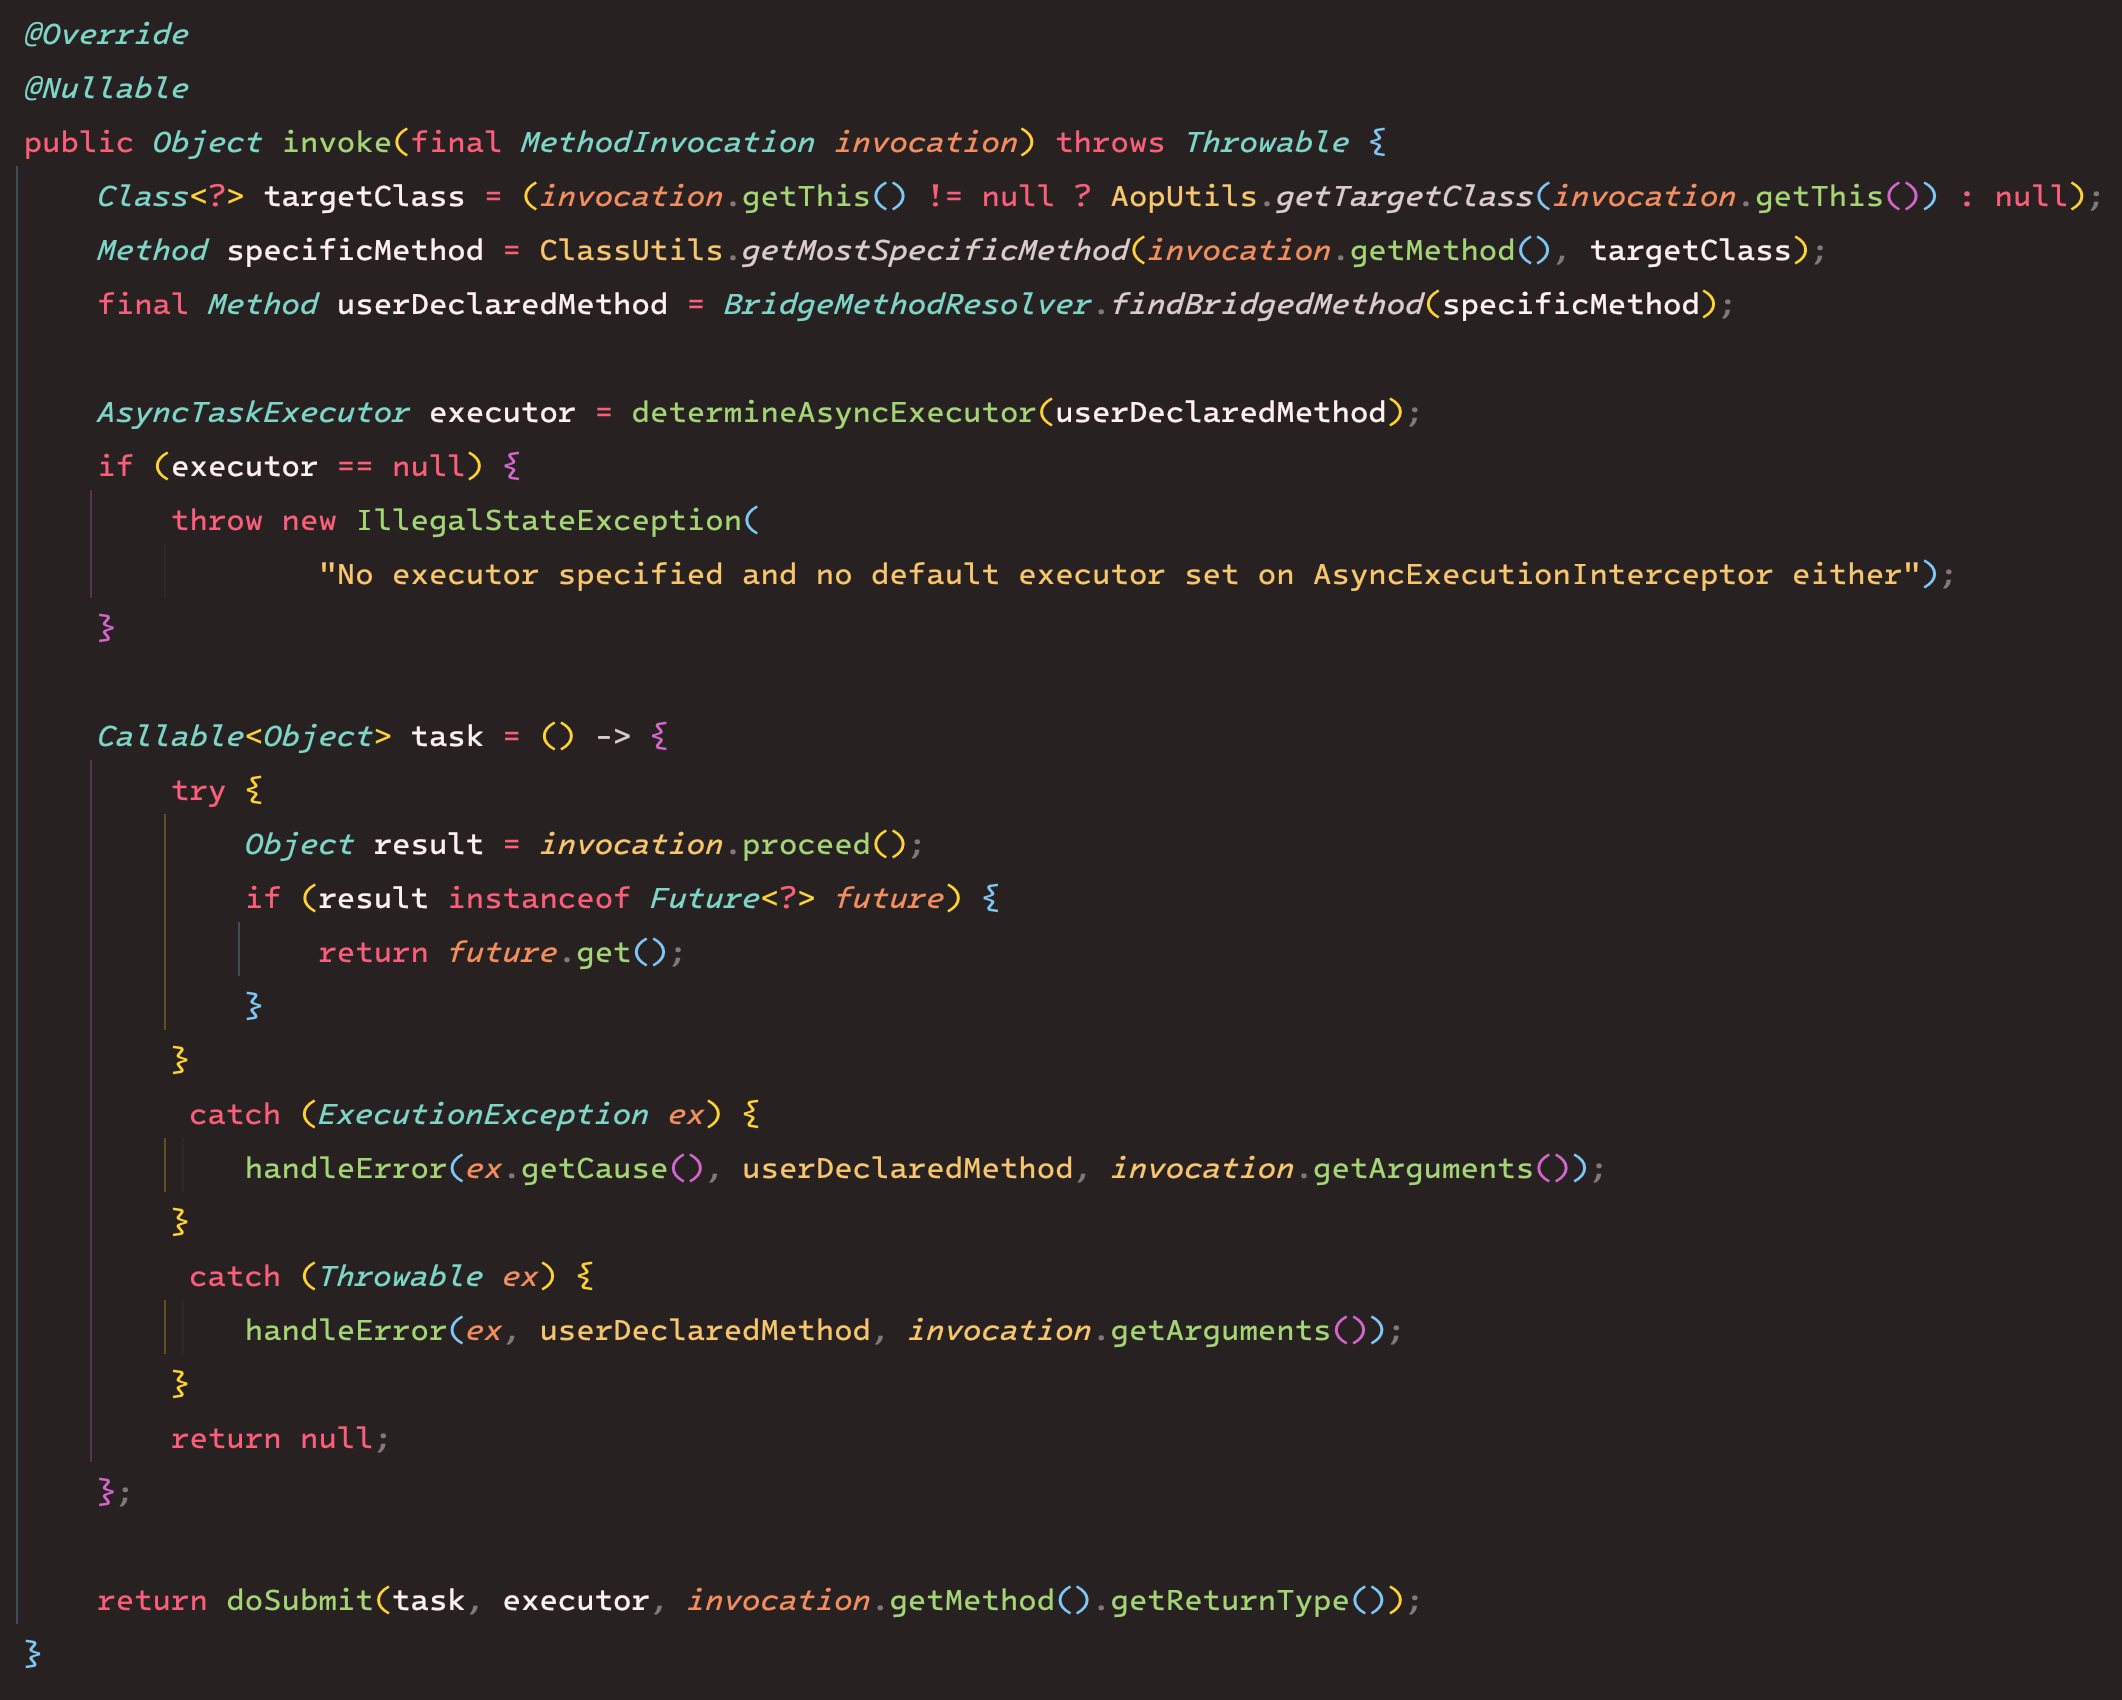 @Override
@Nullable
public Object invoke(final MethodInvocation invocation) throws Throwable {
    Class<?> targetClass = (invocation.getThis() != null ? AopUtils.getTargetClass(invocation.getThis()) : null);
    Method specificMethod = ClassUtils.getMostSpecificMethod(invocation.getMethod(), targetClass);
    final Method userDeclaredMethod = BridgeMethodResolver.findBridgedMethod(specificMethod);

    AsyncTaskExecutor executor = determineAsyncExecutor(userDeclaredMethod);
    if (executor == null) {
        throw new IllegalStateException(
                "No executor specified and no default executor set on AsyncExecutionInterceptor either");
    }

    Callable<Object> task = () -> {
        try {
            Object result = invocation.proceed();
            if (result instanceof Future<?> future) {
                return future.get();
            }
        }
         catch (ExecutionException ex) {
            handleError(ex.getCause(), userDeclaredMethod, invocation.getArguments());
        }
         catch (Throwable ex) {
            handleError(ex, userDeclaredMethod, invocation.getArguments());
        }
        return null;
    };

    return doSubmit(task, executor, invocation.getMethod().getReturnType());
}